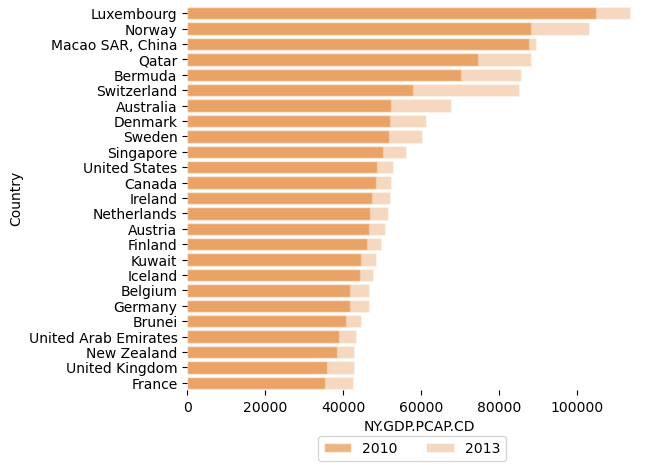 Luxembourg
Norway
Macao SAR, China
Qatar
Bermuda
Switzerland
Australia
Denmark
Sweden
Singapore
United States
Canada
Ireland
Netherlands
Austria
Finland
Kuwait
Iceland
Belgium
Germany
Brunei
United Arab Emirates
New Zealand
United Kingdom
France
Country
0 20000 40000 60000 80000 100000
NY.GDP.PCAP.CD
2010 2013